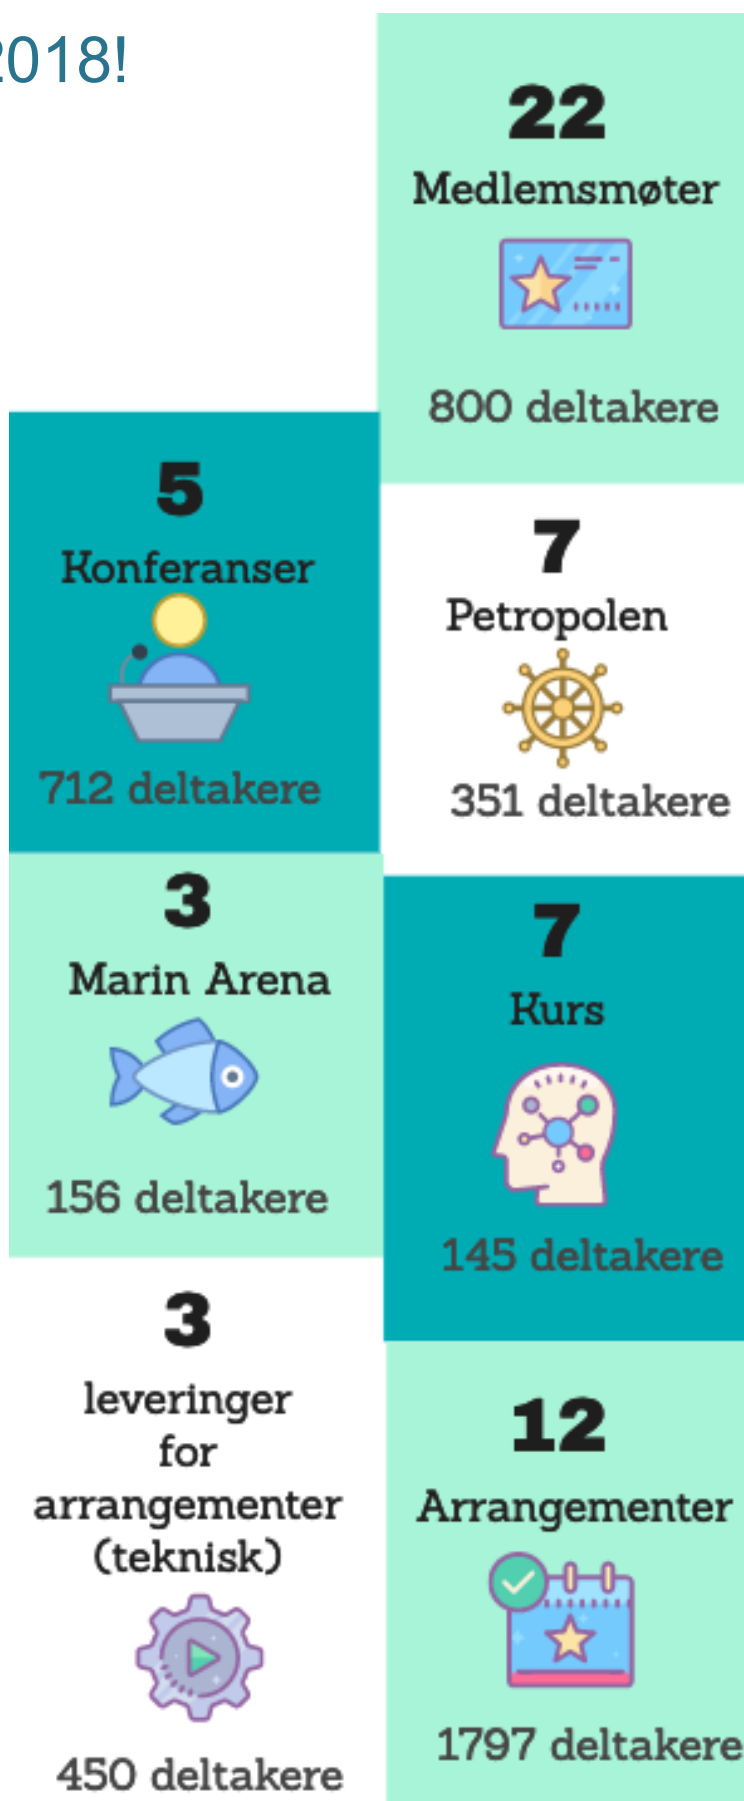 2018!
22
Medlemsmøter
800 deltakere
5
Konferanser
712 deltakere
7
Petropolen
351 deltakere
3
Marin Arena
156 deltakere
7
Kurs
145 deltakere
3
leveringer
for
arrangementer
(teknisk)
450 deltakere
12
Arrangementer
1797 deltakere